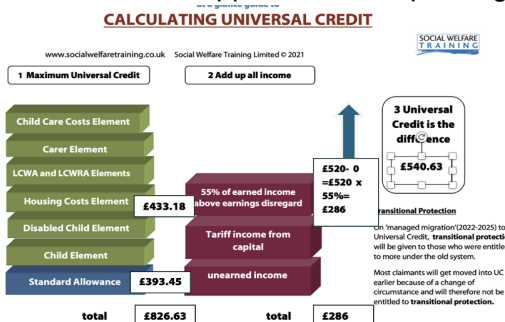 at a glance guide to
CALCULATING UNIVERSAL CREDIT
www.socialwelfaretraining.co.uk Social Welfare Training Limited © 2021
SOCIAL WELFARE
TRAINING
1 Maximum Universal Credit
2 Add up all income
3 Universal
Credit is the
difference
£540.63
Child Care Costs Element
Carer Element
LCWA and LCWRA Elements
Housing Costs Element
£433.18
Disabled Child Element
Child Element
Standard Allowance
£393.45
total
£826.63
55% of earned income
above earnings disregard
Tariff income from
capital
unearned income
£520- 0
=£520 x
55%=
£286
total
£286
Transitional Protection
On 'managed migration'(2022-2025) to
Universal Credit, transitional protecti
will be given to those who were entitle
to more under the old system.
Most claimants will get moved into UC
earlier because of a change of
circumstance and will therefore not be
entitled to transitional protection.